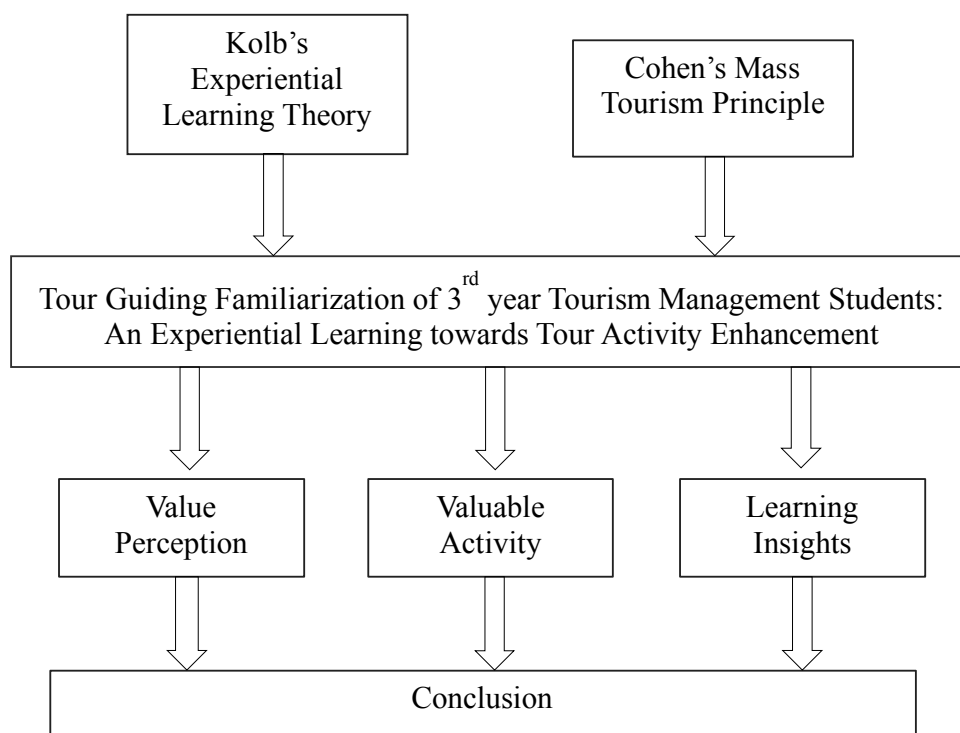 Kolb’s
Experiential
Learning Theory
Cohen’s Mass
Tourism Principle
Tour Guiding Familiarization of 3rd year Tourism Management Students:
An Experiential Learning towards Tour Activity Enhancement
Value
Perception
Valuable
Activity
Learning
Insights
Conclusion